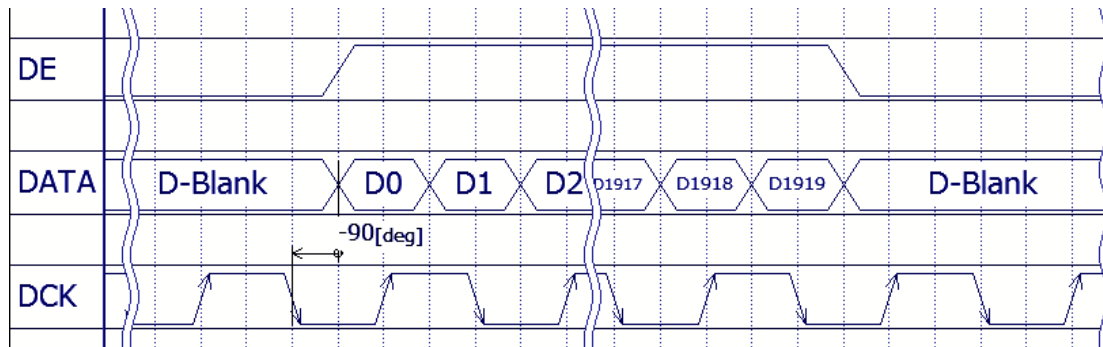 DE
DATA D-Blank D0 D1 D2 D1917 D1918 D1919 D-Blank
-90[deg]
DCK